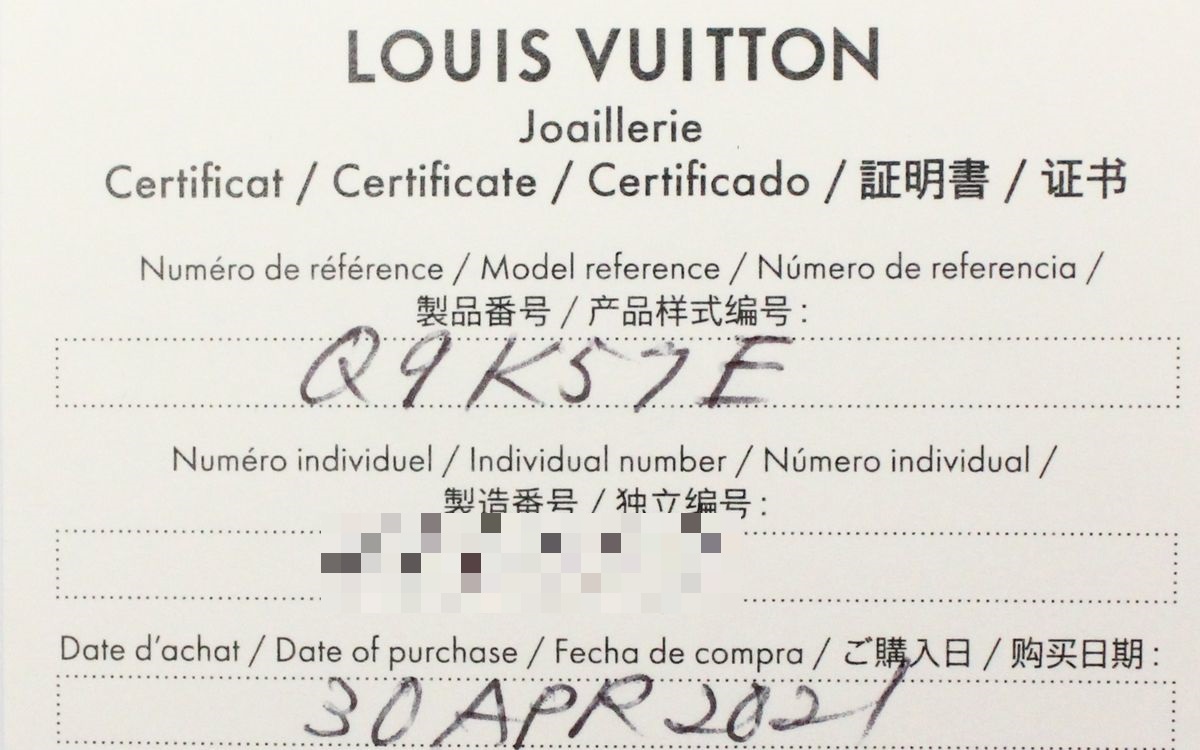 LOUIS VUITTON
Joaillerie
Certificat / Certificate / Certificado / 証明書 / 证书
Numéro de référence / Model reference / Número de referencia /
製品番号 / 产品样式编号 :
Q9K57E
Numéro individuel / Individual number / Número individual /
製造番号 / 独立编号 :
Date d'achat / Date of purchase / Fecha de compra / ご購入日 / 购买日期 :
30 APR 2021